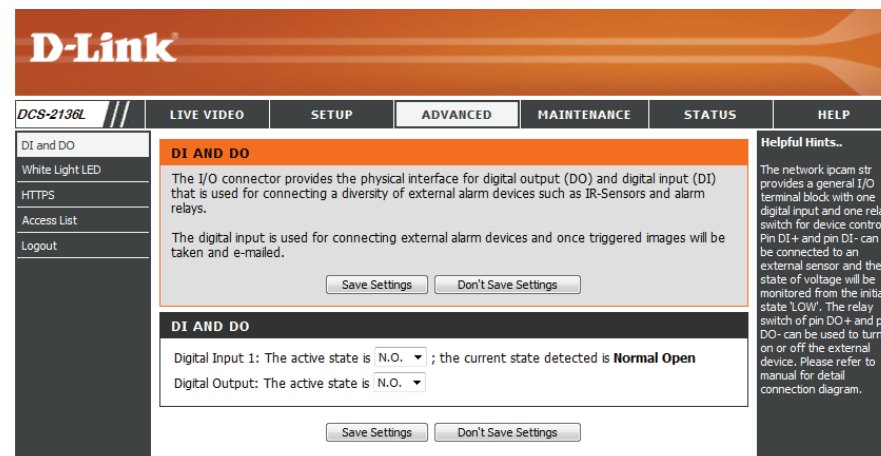 D-Link
DCS-2136L
LIVE VIDEO
SETUP
ADVANCED
MAINTENANCE
STATUS
HELP
DI and DO
White Light LED
HTTPS
Access List
Logout
DI AND DO
The I/O connector provides the physical interface for digital output (DO) and digital input (DI)
that is used for connecting a diversity of external alarm devices such as IR-Sensors and alarm
relays.
The digital input is used for connecting external alarm devices and once triggered images will be
taken and e-mailed.
Save Settings
Don't Save Settings
DI AND DO
Digital Input 1: The active state is N.O. ; the current state detected is Normal Open
Digital Output: The active state is N.O.
Save Settings
Don't Save Settings
Helpful Hints..
The network ipcam str
provides a general I/O
terminal block with one
digital input and one rela
switch for device contro
Pin DI+ and pin DI- can
be connected to an
external sensor and the
state of voltage will be
monitored from the initia
state 'LOW'. The relay
switch of pin DO+ and p
DO- can be used to turn
on or off the external
device. Please refer to
manual for detail
connection diagram.